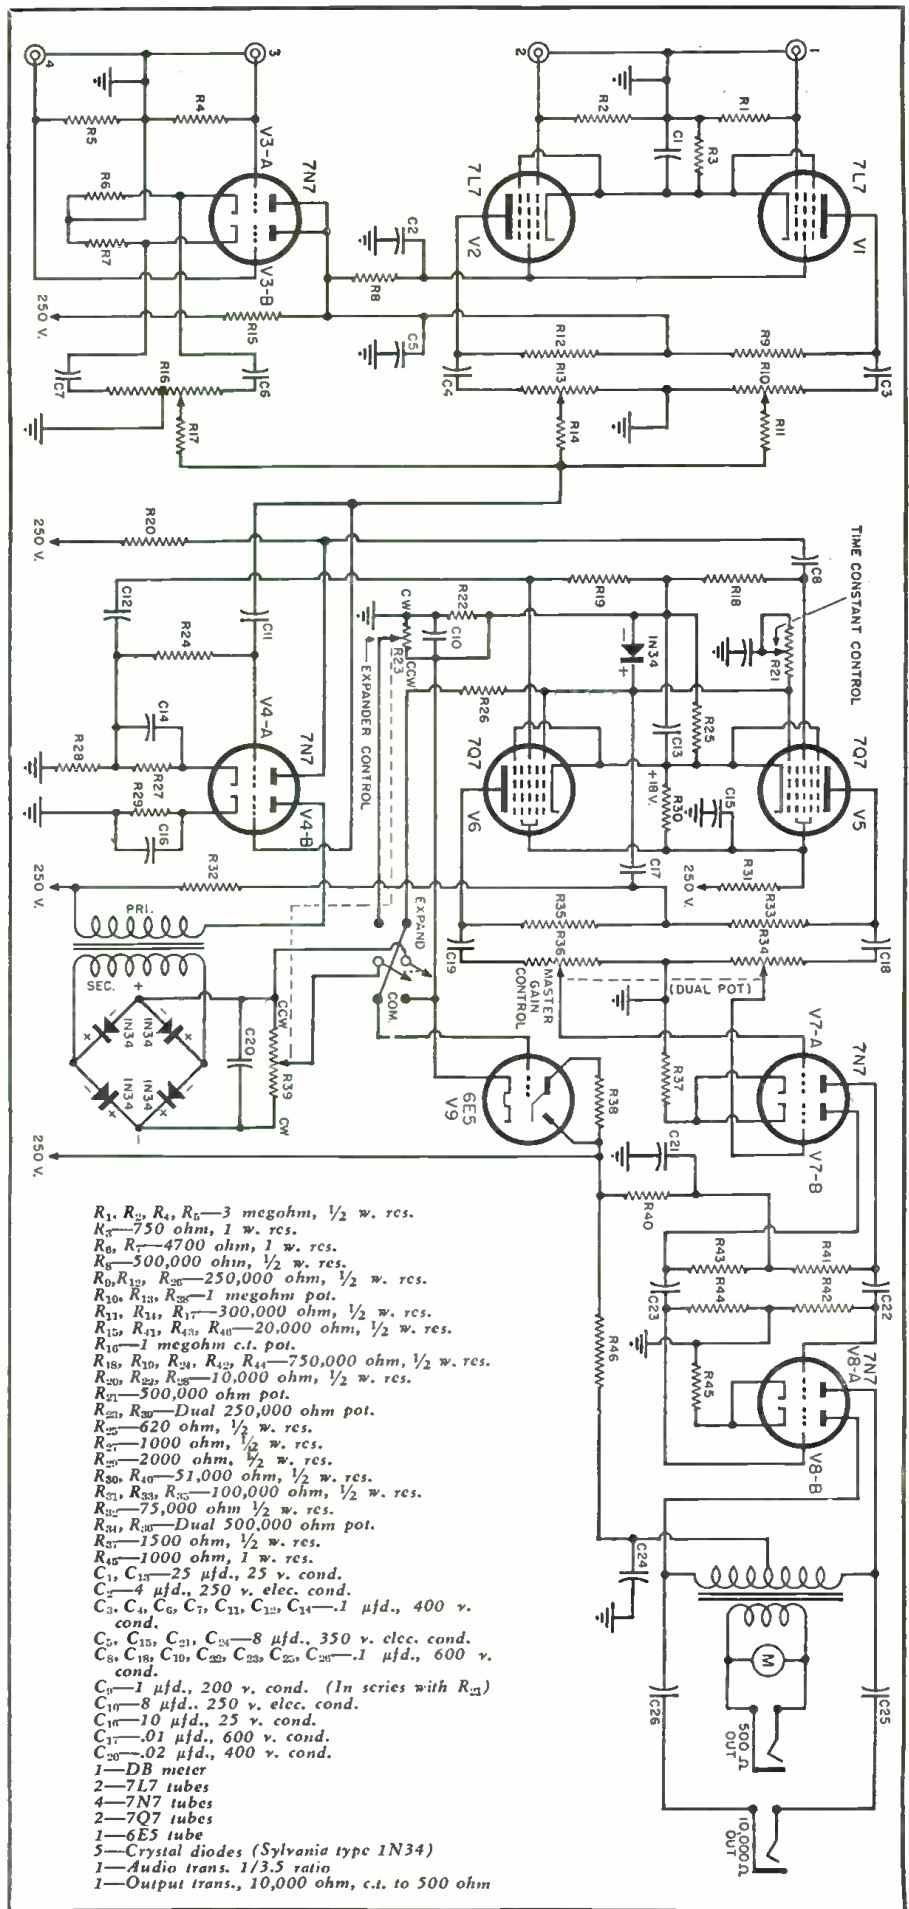 4
3
2
1
R5
R4
R2
R1
C1
R3
V3-A
7N7
7L7
7L7
R6
R7
C2
V2
V1
V3-B
R8
250 V.
R15
C5
R12
R9
C7
R16
C6
C4
R13
R10
C3
R17
R14
R11
250 V.
R20
C8
TIME CONSTANT CONTROL
C12
C11
CW
R22
R19
R18
R24
C10
R23
CCW
1N34
+
R21
EXPANDER CONTROL
R26
R25
C14
V4-A
7N7
7Q7
C13
7Q7
R28
R27
+18V.
R29
V4-B
V6
R30
C15
V5
C16
250 V.
R32
C17
250 V.
R31
PRI.
EXPAND
R35
R33
SEC.
+
C19
R36
R34
C18
CCW
COM.
MASTER GAIN CONTROL
(DUAL POT)
1N34
1N34
C20
V7-A
7N7
R39
6E5
V9
R38
R37
1N34
1N34
CW
C21
V7-B
250 V.
R40
R43
R41
C23
R44
R42
C22
R46
7N7
V8-A
R45
V8-B
C24
M
C26
500 Ω OUT
C25
10,000 Ω OUT
R1, R2, R4, R5—3 megohm, 1/2 w. res.
R3—750 ohm, 1 w. res.
R6, R7—4700 ohm, 1 w. res.
R8—500,000 ohm, 1/2 w. res.
R9, R12, R26—250,000 ohm, 1/2 w. res.
R10, R13, R38—1 megohm pot.
R11, R14, R17—300,000 ohm, 1/2 w. res.
R15, R41, R43, R46—20,000 ohm, 1/2 w. res.
R16—1 megohm c.t. pot.
R18, R19, R24, R42, R44—750,000 ohm, 1/2 w. res.
R20, R22, R28—10,000 ohm, 1/2 w. res.
R21—500,000 ohm pot.
R23, R39—Dual 250,000 ohm pot.
R25—620 ohm, 1/2 w. res.
R27—1000 ohm, 1/2 w. res.
R29—2000 ohm, 1/2 w. res.
R30, R40—51,000 ohm, 1/2 w. res.
R31, R33, R35—100,000 ohm, 1/2 w. res.
R32—75,000 ohm 1/2 w. res.
R34, R36—Dual 500,000 ohm pot.
R37—1500 ohm, 1/2 w. res.
R45—1000 ohm, 1 w. res.
C1, C13—25 µfd., 25 v. cond.
C2—4 µfd., 250 v. elec. cond.
C3, C4, C6, C7, C11, C12, C14—.1 µfd., 400 v.
cond.
C5, C15, C21, C24—8 µfd., 350 v. elec. cond.
C8, C18, C19, C22, C23, C25, C26—.1 µfd., 600 v.
cond.
C9—1 µfd., 200 v. cond. (In series with R21)
C10—8 µfd.. 250 v. elec. cond.
C16—10 µfd., 25 v. cond.
C17—.01 µfd., 600 v. cond.
C20—.02 µfd., 400 v. cond.
1—DB meter
2—7L7 tubes
4—7N7 tubes
2—7Q7 tubes
1—6E5 tube
5—Crystal diodes (Sylvania type 1N34)
1—Audio trans. 1/3.5 ratio
1—Output trans., 10,000 ohm, c.t. to 500 ohm